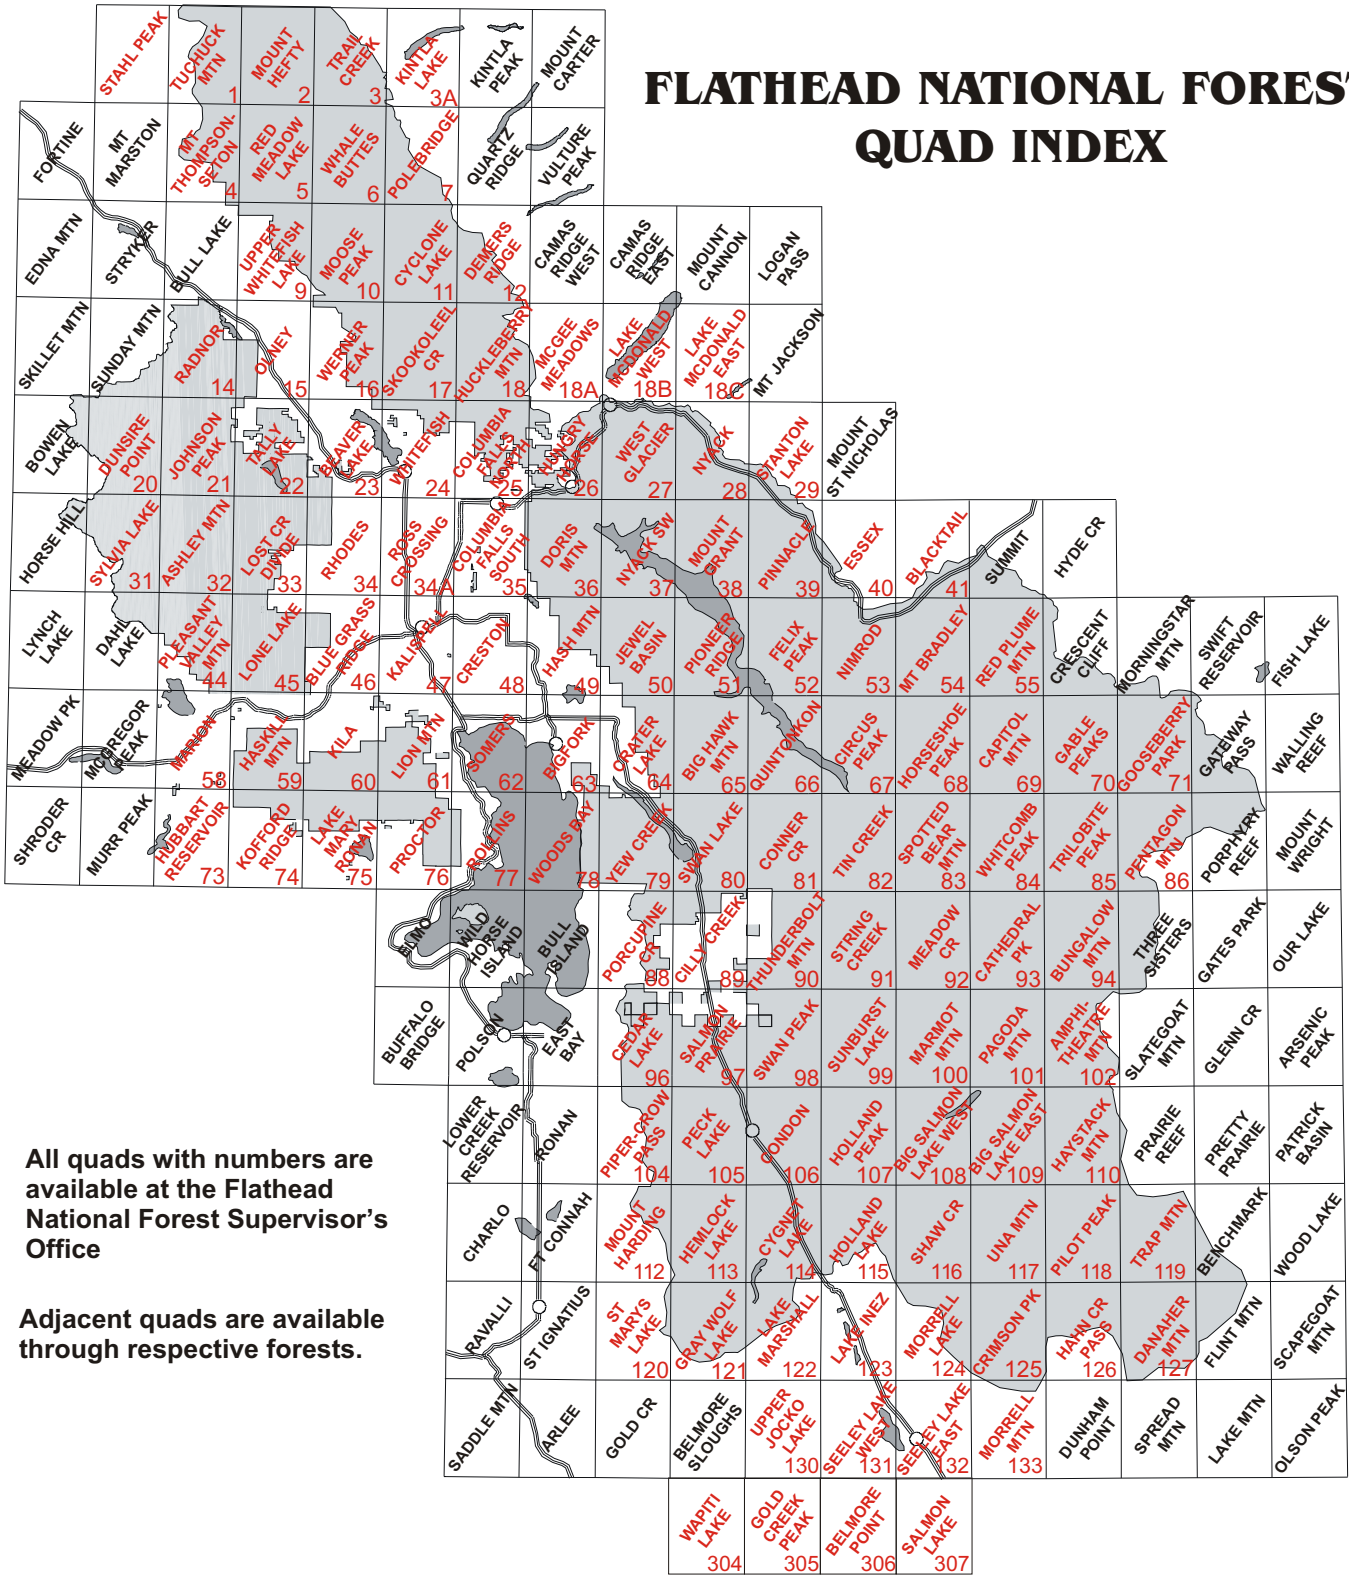 FLATHEAD NATIONAL FOREST
QUAD INDEX
STAHL PEAK
TUCHUCK
MTN
1
MOUNT
HEFTY
2
TRAIL
CREEK
3
KINTLA
LAKE
3A
KINTLA
PEAK
MOUNT
CARTER
FORTINE
MT
MARSTON
MT
THOMPSON-
SETON
4
RED
MEADOW
LAKE
5
WHALE
BUTTES
6
POLEBRIDGE
7
QUARTZ
RIDGE
VULTURE
PEAK
EDNA MTN
STRYKER
BULL LAKE
UPPER
WHITEFISH
LAKE
9
MOOSE
PEAK
10
CYCLONE
LAKE
11
DEMERS
RIDGE
12
CAMAS
RIDGE
WEST
CAMAS
RIDGE
EAST
MOUNT
CANNON
LOGAN
PASS
SKILLET MTN
SUNDAY MTN
RADNOR
14
OLNEY
15
WERNER
PEAK
16
SKOOKOLEEL
CR
17
HUCKLEBERRY
MTN
18
MCGEE
MEADOWS
18A
LAKE
MCDONALD
WEST
18B
LAKE
MCDONALD
EAST
18C
MT JACKSON
BOWEN
LAKE
DUNSIRE
POINT
20
JOHNSON
PEAK
21
TALLY
LAKE
22
BEAVER
LAKE
23
WHITEFISH
24
COLUMBIA
FALLS
NORTH
25
HUNGRY
HORSE
26
WEST
GLACIER
27
NYACK
28
STANTON
LAKE
29
MOUNT
ST NICHOLAS
HORSE HILL
SYLVIA LAKE
31
ASHLEY MTN
32
LOST CR
DIVIDE
33
RHODES
34
ROSS
CROSSING
34A
COLUMBIA
FALLS
SOUTH
35
DORIS
MTN
36
NYACK SW
37
MOUNT
GRANT
38
PINNACLE
39
ESSEX
40
BLACKTAIL
41
SUMMIT
HYDE CR
LYNCH
LAKE
DAHL
LAKE
PLEASANT
VALLEY
MTN
44
LONE LAKE
45
BLUE GRASS
RIDGE
46
KALISPELL
47
CRESTON
48
HASH MTN
49
JEWEL
BASIN
50
PIONEER
RIDGE
51
FELIX
PEAK
52
NIMROD
53
MT BRADLEY
54
RED PLUME
MTN
55
CRESCENT
CLIFF
MORNINGSTAR
MTN
SWIFT
RESERVOIR
FISH LAKE
MEADOW PK
MCGREGOR
PEAK
MARION
58
HASKILL
MTN
59
KILA
60
LION MTN
61
SOMERS
62
BIGFORK
63
CRATER
LAKE
64
BIG HAWK
MTN
65
QUINTONKON
66
CIRCUS
PEAK
67
HORSESHOE
PEAK
68
CAPITOL
MTN
69
GABLE
PEAKS
70
GOOSEBERRY
PARK
71
GATEWAY
PASS
WALLING
REEF
SHRODER
CR
MURR PEAK
HUBBART
RESERVOIR
73
KOFFORD
RIDGE
74
LAKE
MARY
RONAN
75
PROCTOR
76
ROLLINS
77
WOODS BAY
78
YEW CREEK
79
SWAN LAKE
80
CONNER
CR
81
TIN CREEK
82
SPOTTED
BEAR
MTN
83
WHITCOMB
PEAK
84
TRILOBITE
PEAK
85
PENTAGON
MTN
86
PORPHYRY
REEF
MOUNT
WRIGHT
ELMO
WILD
HORSE
ISLAND
BULL
ISLAND
PORCUPINE
CR
88
CILLY CREEK
89
THUNDERBOLT
MTN
90
STRING
CREEK
91
MEADOW
CR
92
CATHEDRAL
PK
93
BUNGALOW
MTN
94
THREE
SISTERS
GATES PARK
OUR LAKE
BUFFALO
BRIDGE
POLSON
EAST
BAY
CEDAR
LAKE
96
SALMON
PRAIRIE
97
SWAN PEAK
98
SUNBURST
LAKE
99
MARMOT
MTN
100
PAGODA
MTN
101
AMPHI-
THEATRE
MTN
102
SLATEGOAT
MTN
GLENN CR
ARSENIC
PEAK
LOWER
CREEK
RESERVOIR
RONAN
PIPER-CROW
PASS
104
PECK
LAKE
105
CONDON
106
HOLLAND
PEAK
107
BIG SALMON
LAKE WEST
108
BIG SALMON
LAKE EAST
109
HAYSTACK
MTN
110
PRAIRIE
REEF
PRETTY
PRAIRIE
PATRICK
BASIN
CHARLO
FT CONNAH
MOUNT
HARDING
112
HEMLOCK
LAKE
113
CYGNET
LAKE
114
HOLLAND
LAKE
115
SHAW CR
116
UNA MTN
117
PILOT PEAK
118
TRAP MTN
119
BENCHMARK
WOOD LAKE
RAVALLI
ST IGNATIUS
ST
MARYS
LAKE
120
GRAY WOLF
LAKE
121
LAKE
MARSHALL
122
LAKE INEZ
123
MORRELL
LAKE
124
CRIMSON PK
125
HAHN CR
PASS
126
DANAHER
MTN
127
FLINT MTN
SCAPEGOAT
MTN
SADDLE MTN
ARLEE
GOLD CR
BELMORE
SLOUGHS
UPPER
JOCKO
LAKE
130
SEELEY LAKE
WEST
131
SEELEY LAKE
EAST
132
MORRELL
MTN
133
DUNHAM
POINT
SPREAD
MTN
LAKE MTN
OLSON PEAK
WAPITI
LAKE
304
GOLD
CREEK
PEAK
305
BELMORE
POINT
306
SALMON
LAKE
307
All quads with numbers are
available at the Flathead
National Forest Supervisor's
Office
Adjacent quads are available
through respective forests.